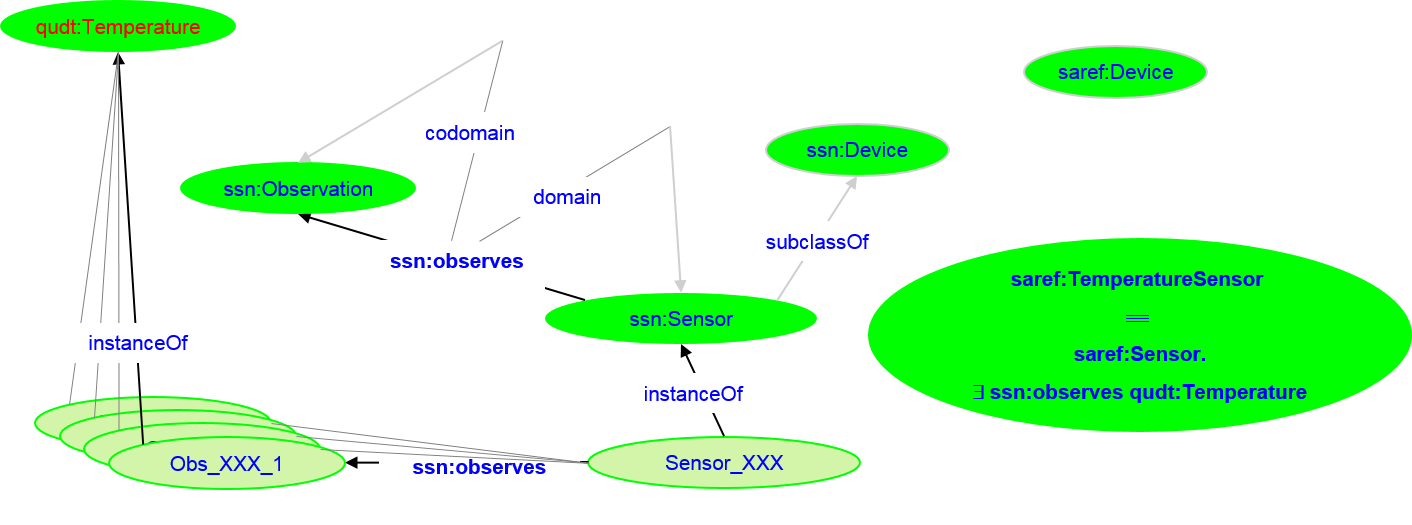 qudt:Temperature
saref:Device
codomain
ssn:Device
ssn:Observation
domain
subclassOf
ssn:observes
saref:TemperatureSensor
≡
ssn:Sensor
instanceOf
saref:Sensor.
∃ ssn:observes qudt:Temperature
instanceOf
Obs_XXX_1
ssn:observes
Sensor_XXX